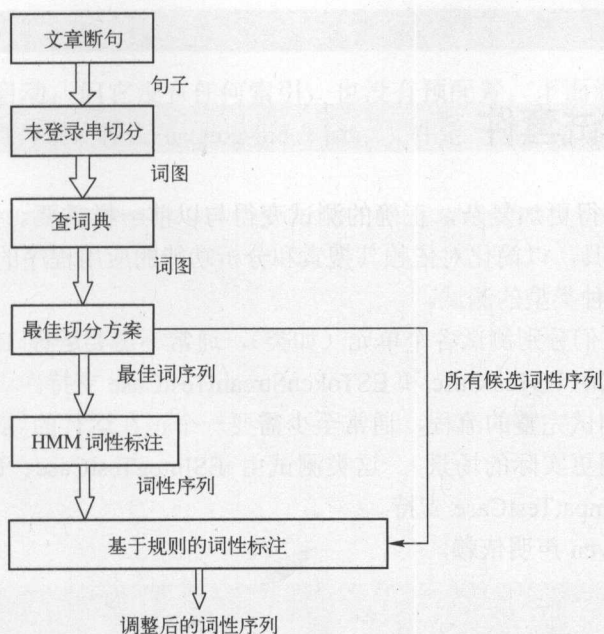 文章断句
句子
未登录串切分
词图
查词典
词图
最佳切分方案
最佳词序列
所有候选词性序列
HMM 词性标注
词性序列
基于规则的词性标注
调整后的词性序列